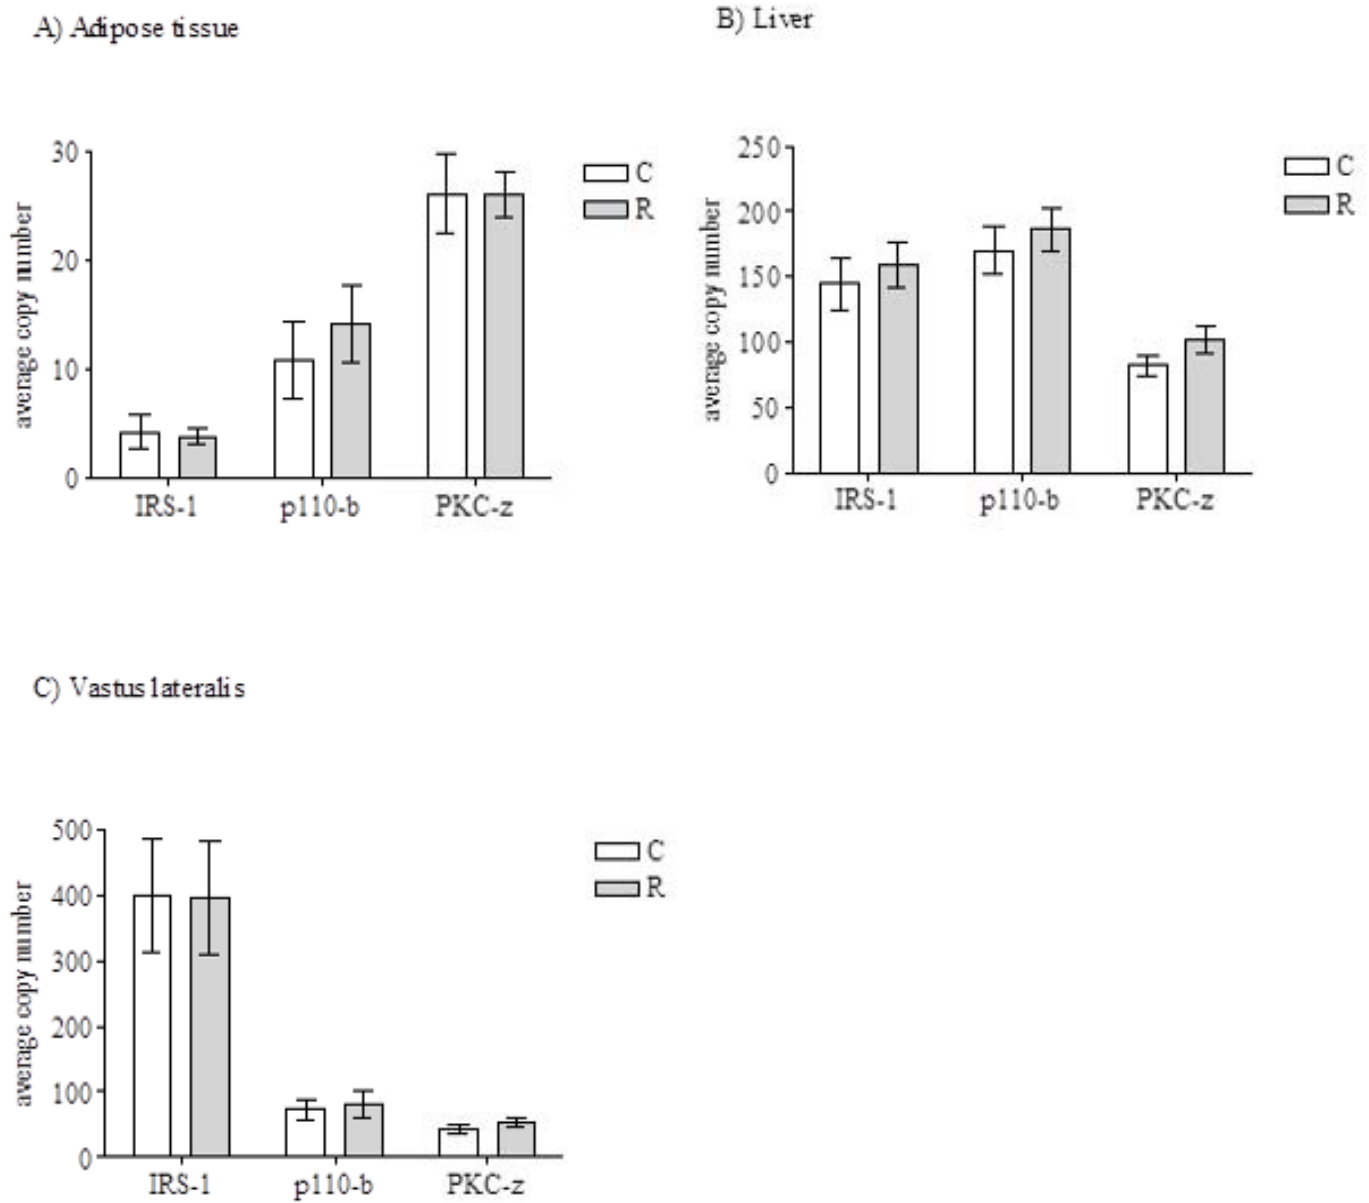 A) Adipose tissue
average copy number
30
20
10
0
IRS-1 p110-b PKC-z
C
R
B) Liver
average copy number
250
200
150
100
50
0
IRS-1 p110-b PKC-z
C
R
C) Vastus lateralis
average copy number
500
400
300
200
100
0
IRS-1 p110-b PKC-z
C
R